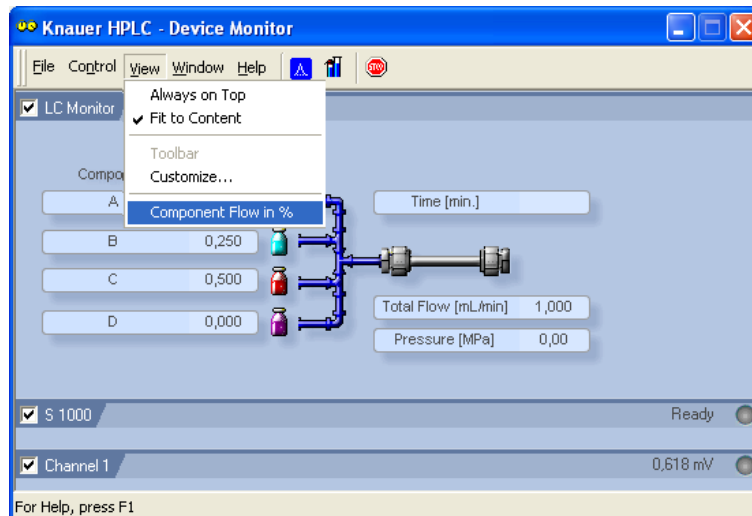 Knauer HPLC - Device Monitor
File Control View Window Help
STOP
Always on Top
Fit to Content
Toolbar
Customize...
Component Flow in %
LC Monitor
A Time [min.]
B 0,250
C 0,500
Total Flow [mL/min] 1,000
D 0,000
Pressure [MPa] 0,00
S 1000 Ready
Channel 1 0,618 mV
For Help, press F1